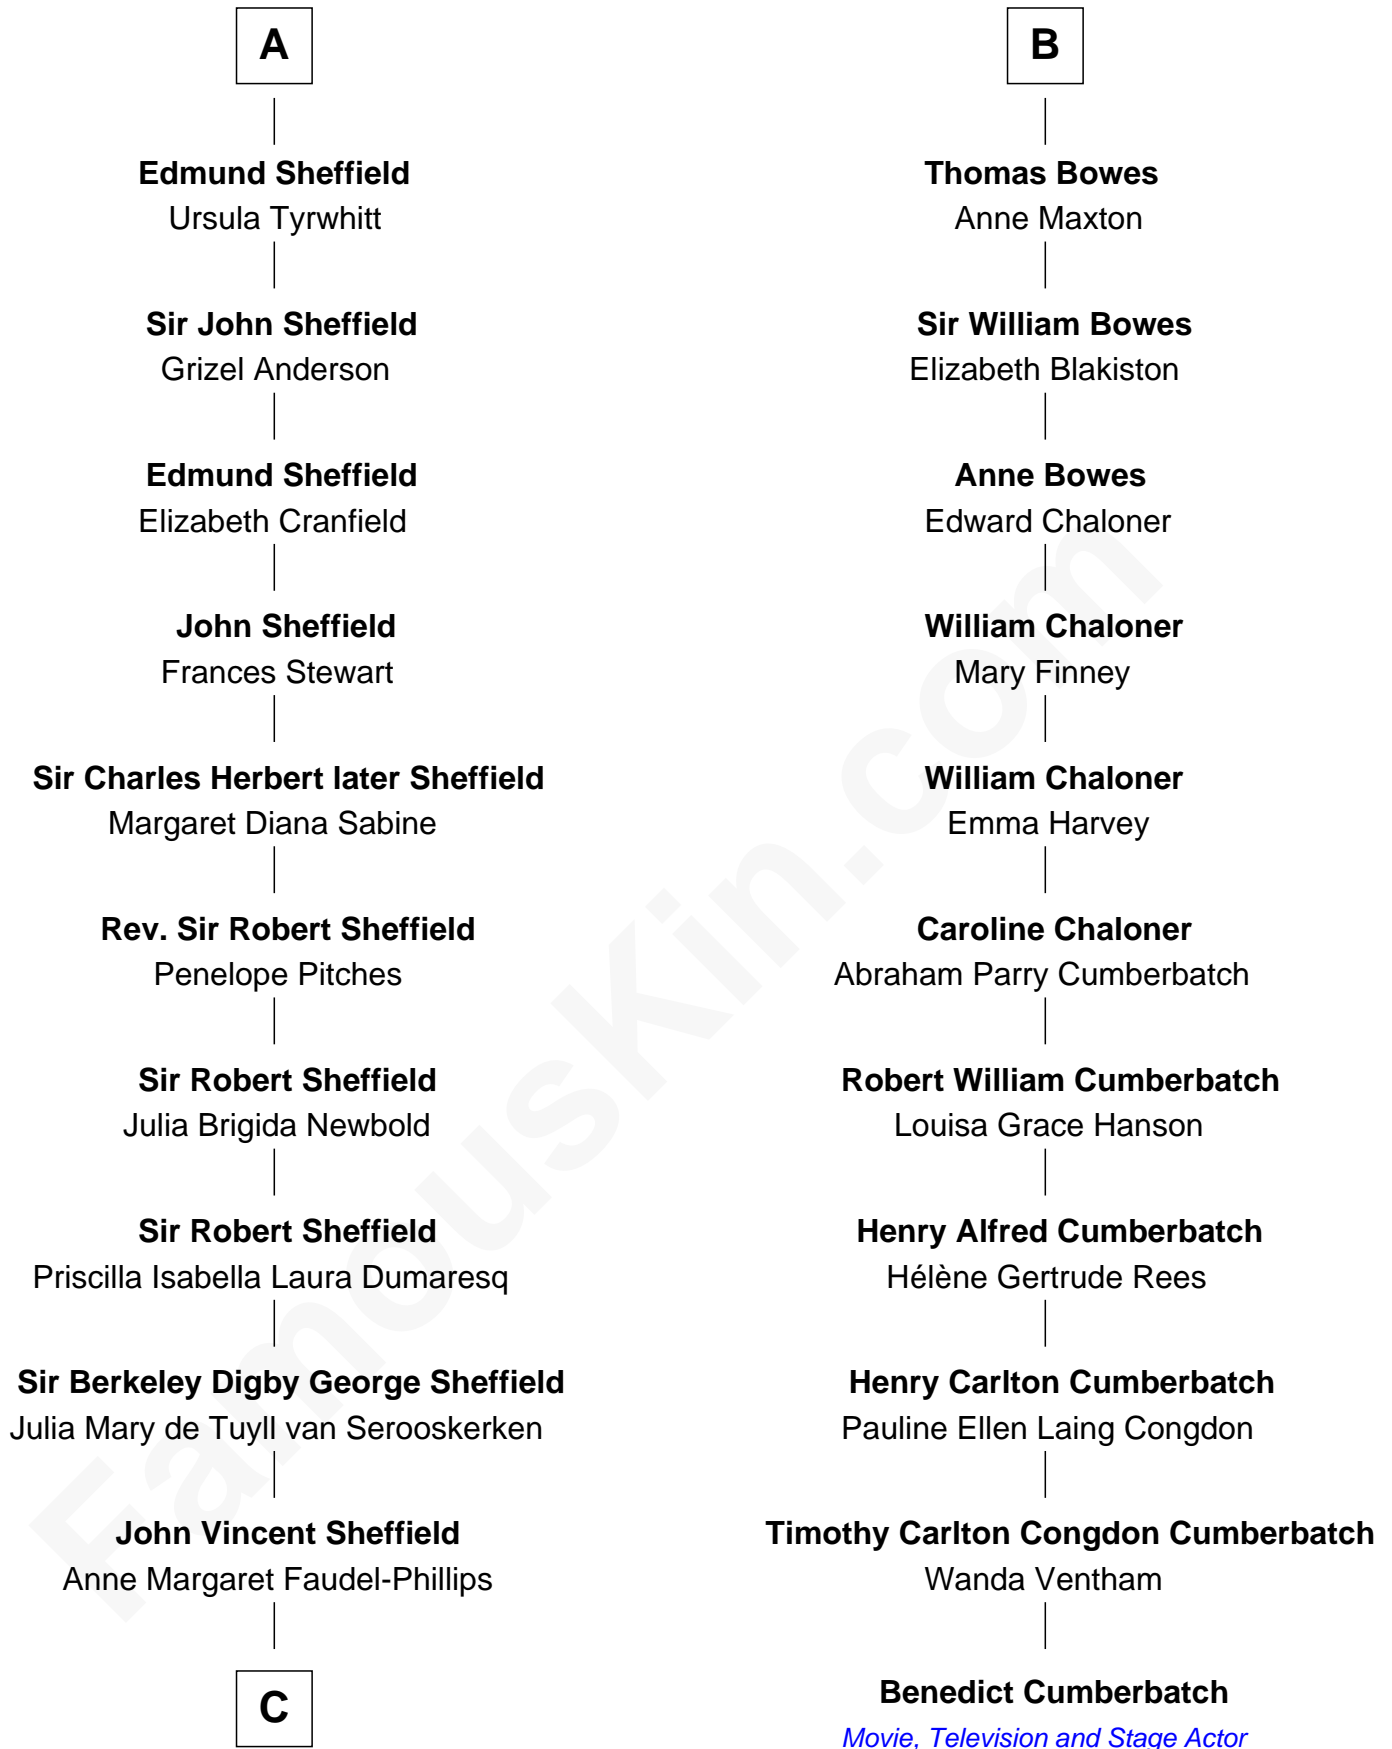 A
Edmund Sheffield
Ursula Tyrwhitt
Sir John Sheffield
Grizel Anderson
Edmund Sheffield
Elizabeth Cranfield
John Sheffield
Frances Stewart
Sir Charles Herbert later Sheffield
Margaret Diana Sabine
Rev. Sir Robert Sheffield
Penelope Pitches
Sir Robert Sheffield
Julia Brigida Newbold
Sir Robert Sheffield
Priscilla Isabella Laura Dumaresq
Sir Berkeley Digby George Sheffield
Julia Mary de Tuyll van Serooskerken
John Vincent Sheffield
Anne Margaret Faudel-Phillips
C
B
Thomas Bowes
Anne Maxton
Sir William Bowes
Elizabeth Blakiston
Anne Bowes
Edward Chaloner
William Chaloner
Mary Finney
William Chaloner
Emma Harvey
Caroline Chaloner
Abraham Parry Cumberbatch
Robert William Cumberbatch
Louisa Grace Hanson
Henry Alfred Cumberbatch
Hélène Gertrude Rees
Henry Carlton Cumberbatch
Pauline Ellen Laing Congdon
Timothy Carlton Congdon Cumberbatch
Wanda Ventham
Benedict Cumberbatch
Movie, Television and Stage Actor
FamousKin.com